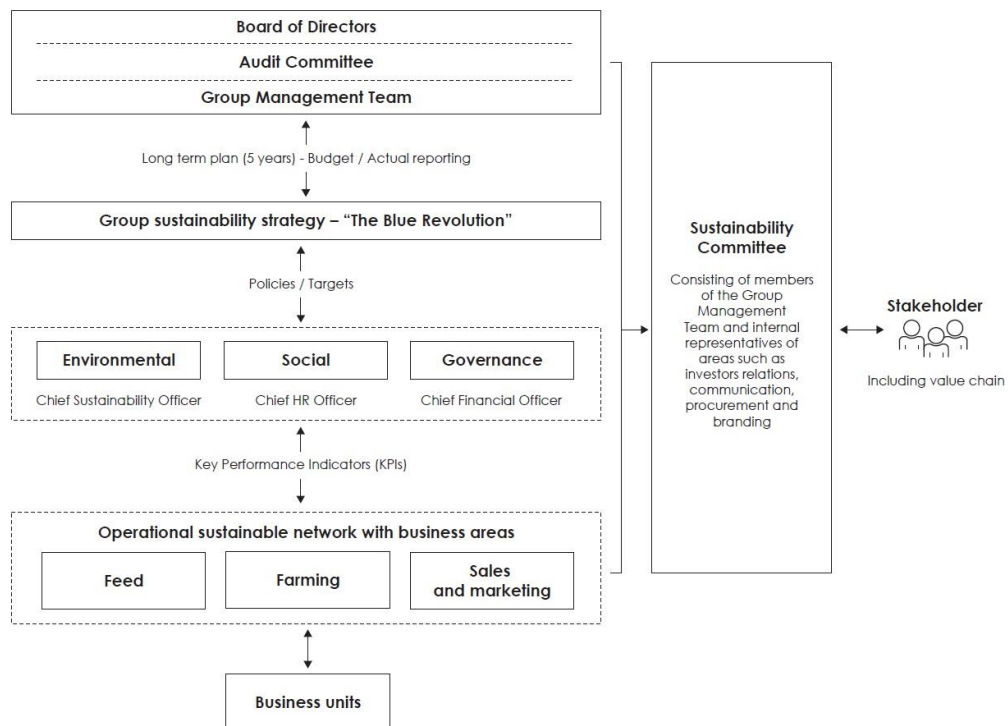 Board of Directors
Audit Committee
Group Management Team
Long term plan (5 years) - Budget / Actual reporting
Group sustainability strategy – “The Blue Revolution”
Policies / Targets
Environmental
Social
Governance
Chief Sustainability Officer
Chief HR Officer
Chief Financial Officer
Key Performance Indicators (KPIs)
Operational sustainable network with business areas
Feed
Farming
Sales
and marketing
Business units
Sustainability
Committee
Consisting of members
of the Group
Management
Team and internal
representatives of
areas such as
investors relations,
communication,
procurement and
branding
Stakeholder
Including value chain